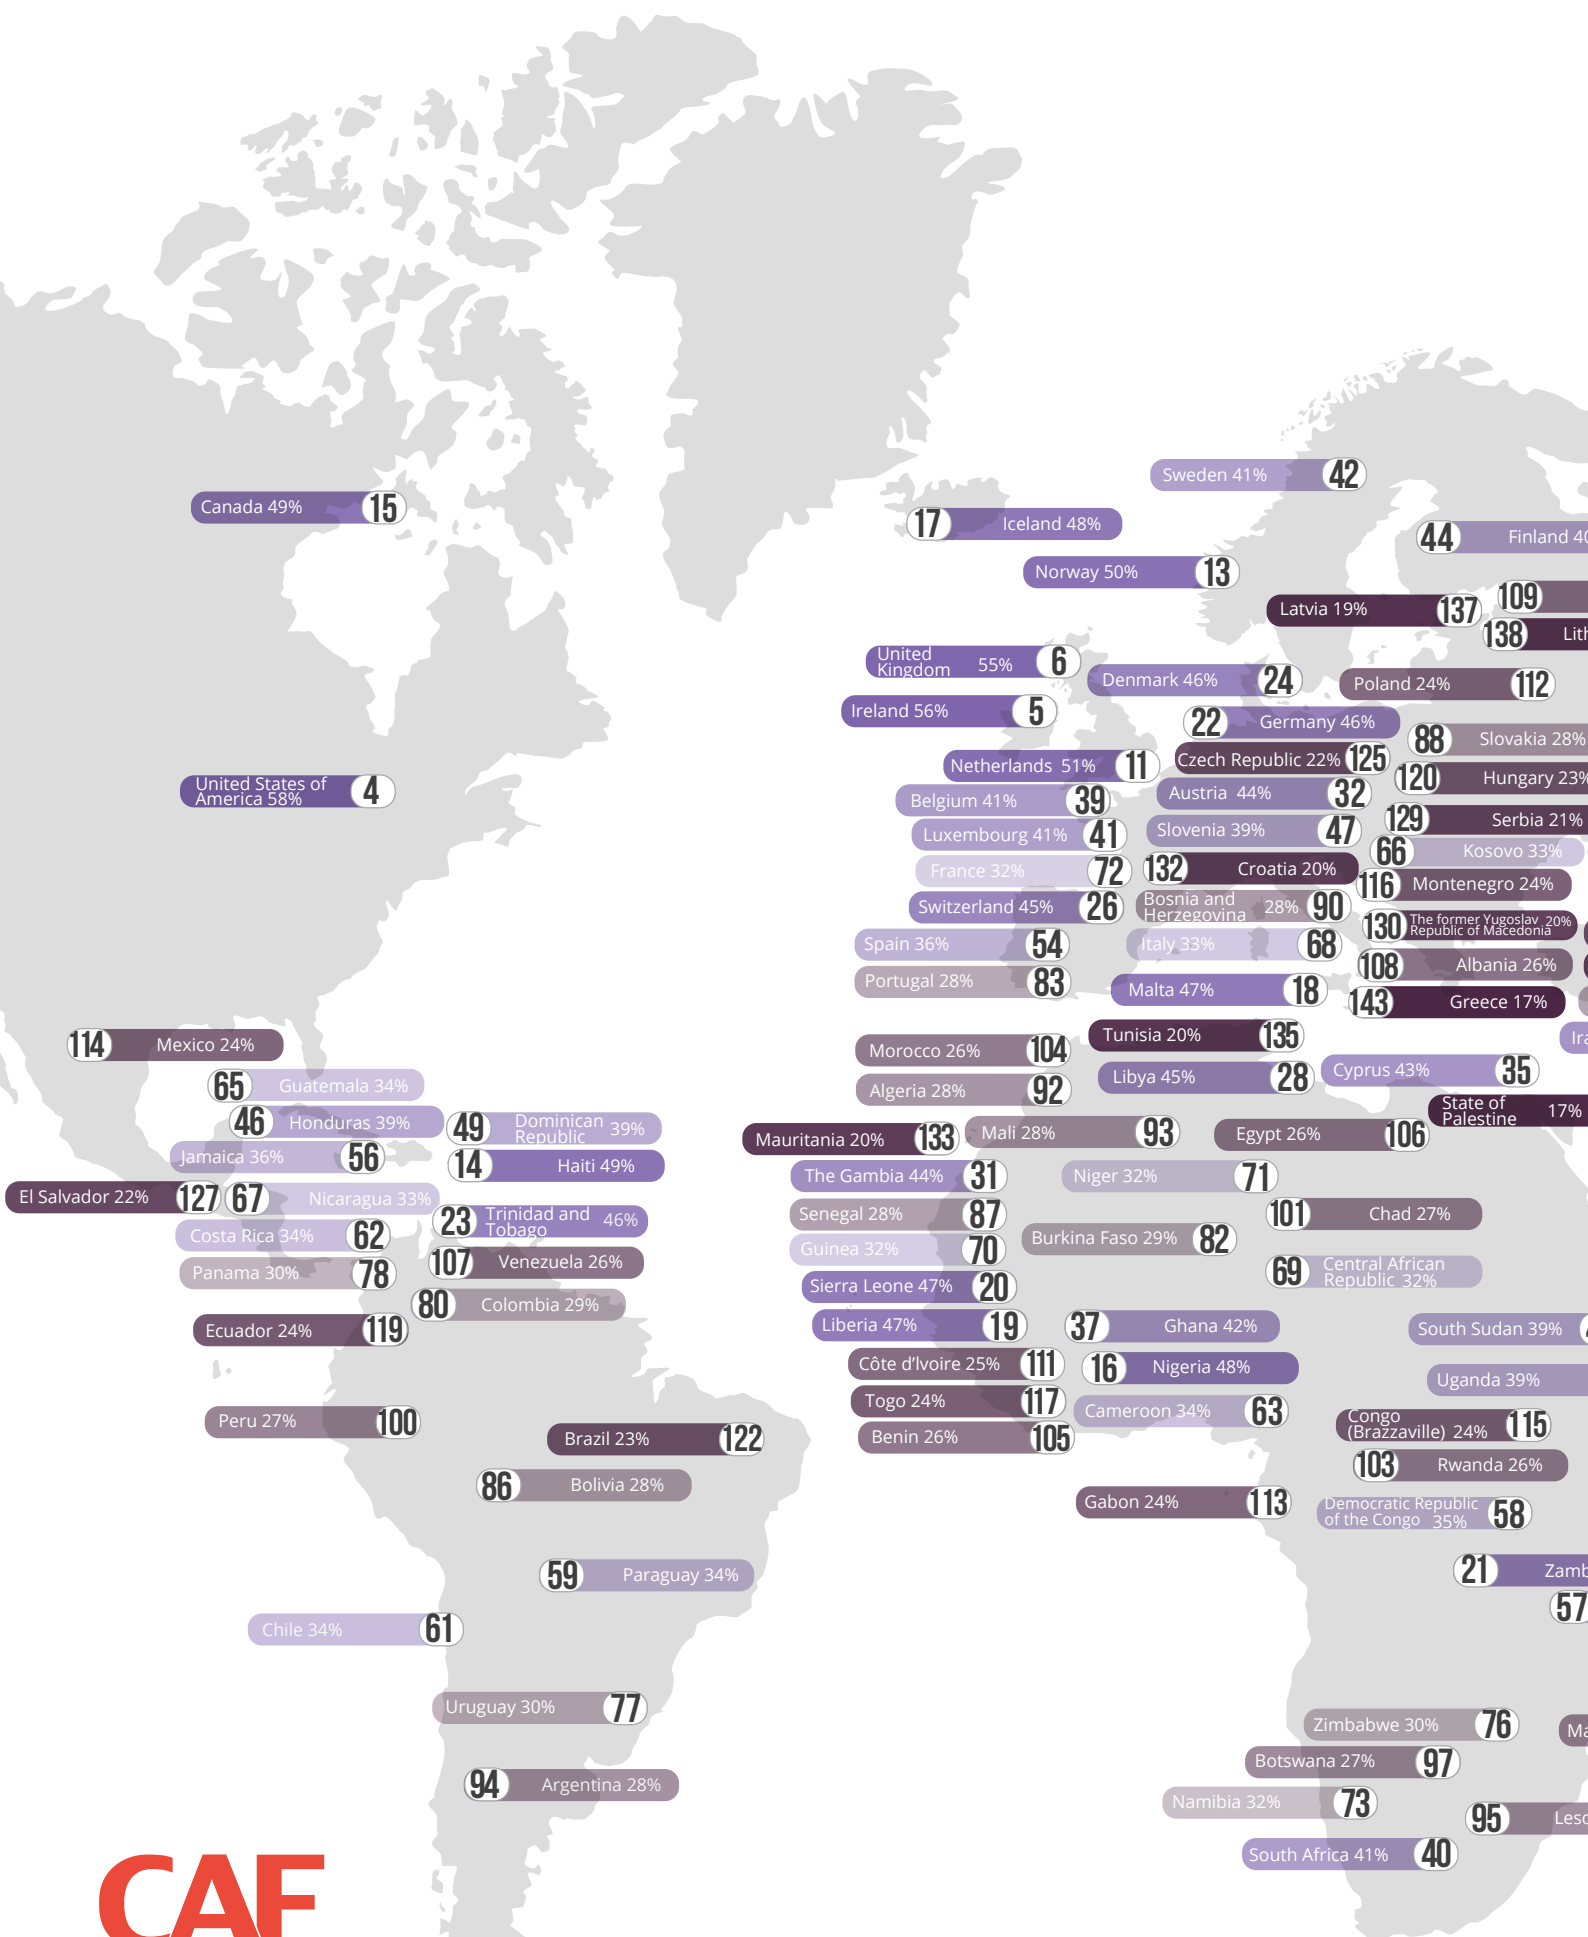 Sweden 41% 42
Canada 49% 15
17 Iceland 48%
44 Finland 40
Norway 50% 13
109
Latvia 19% 137
138 Lith
United
Kingdom 55% 6
Denmark 46% 24
Poland 24% 112
Ireland 56% 5
22 Germany 46%
88 Slovakia 28%
Czech Republic 22% 125
Netherlands 51% 11
120 Hungary 23%
United States of
America 58% 4
Belgium 41% 39
Austria 44% 32
129 Serbia 21%
Luxembourg 41% 41
Slovenia 39% 47
66 Kosovo 33%
France 32% 72
132 Croatia 20%
116 Montenegro 24%
Switzerland 45% 26
Bosnia and
Herzegovina 28% 90
130 The former Yugoslav 20%
Republic of Macedonia
Spain 36% 54
Italy 33% 68
108 Albania 26%
Portugal 28% 83
Malta 47% 18
143 Greece 17%
114 Mexico 24%
Morocco 26% 104
Tunisia 20% 135
Ira
65 Guatemala 34%
Algeria 28% 92
Libya 45% 28
Cyprus 43% 35
46 Honduras 39%
49 Dominican
Republic 39%
State of
Palestine 17%
Mauritania 20% 133
Mali 28% 93
Egypt 26% 106
Jamaica 36% 56
14 Haiti 49%
The Gambia 44% 31
Niger 32% 71
El Salvador 22% 127
67 Nicaragua 33%
23 Trinidad and
Tobago 46%
Senegal 28% 87
101 Chad 27%
Costa Rica 34% 62
Guinea 32% 70
Burkina Faso 29% 82
107 Venezuela 26%
Panama 30% 78
69 Central African
Republic 32%
Sierra Leone 47% 20
80 Colombia 29%
Ecuador 24% 119
Liberia 47% 19
37 Ghana 42%
South Sudan 39%
Côte d’Ivoire 25% 111
16 Nigeria 48%
Uganda 39%
Togo 24% 117
Cameroon 34% 63
Peru 27% 100
Brazil 23% 122
Benin 26% 105
Congo
(Brazzaville) 24% 115
103 Rwanda 26%
86 Bolivia 28%
Gabon 24% 113
Democratic Republic
of the Congo 35% 58
59 Paraguay 34%
21 Zamb
57
Chile 34% 61
Uruguay 30% 77
Zimbabwe 30% 76
Ma
Botswana 27% 97
94 Argentina 28%
Namibia 32% 73
95 Leso
South Africa 41% 40
CAF